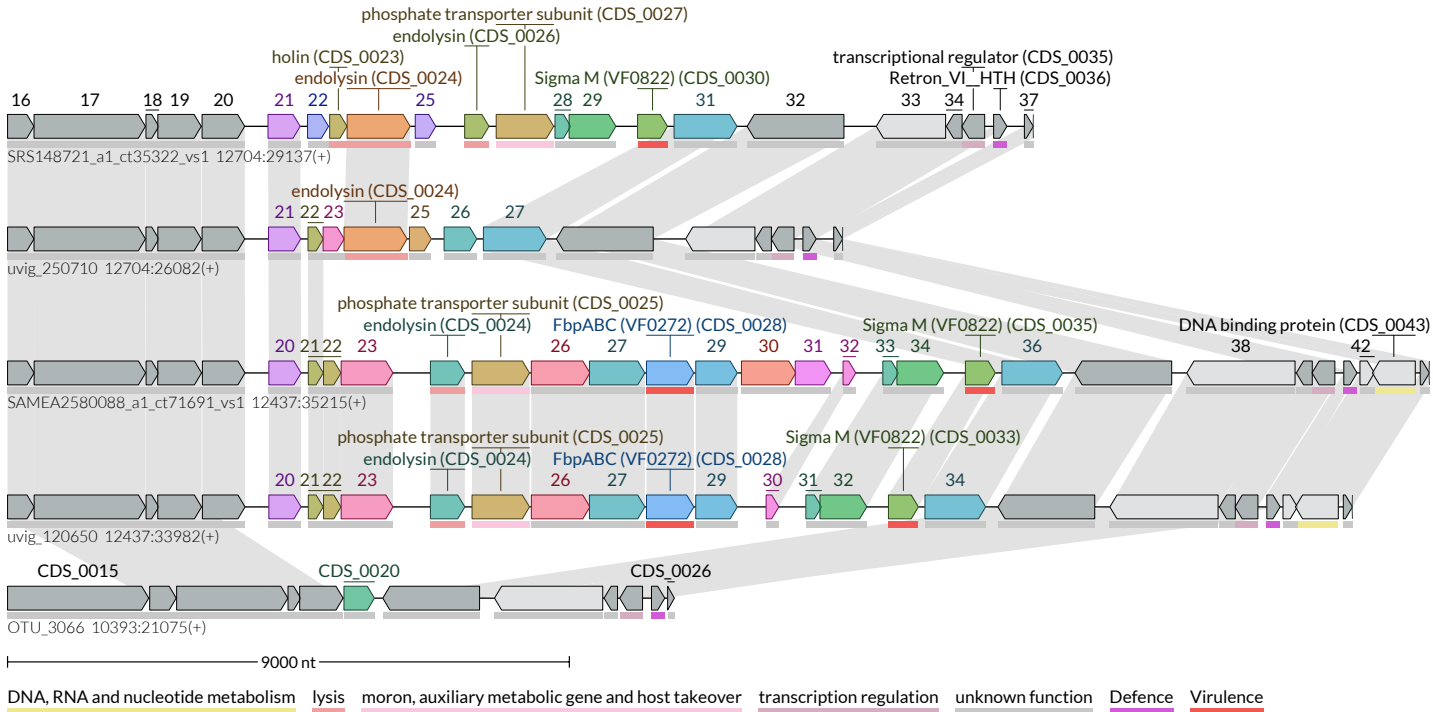 phosphate transporter subunit (CDS_0027)
endolysin (CDS_0026)
holin (CDS_0023)
transcriptional regulator (CDS_0035)
endolysin (CDS_0024)
Sigma M (VF0822) (CDS_0030)
Retron_VI__HTH (CDS_0036)
16 17 18 19 20 21 22 25 28 29 31 32 33 34 37
SRS148721_a1_ct35322_vs1 12704:29137(+)
endolysin (CDS_0024)
21 22 23 25 26 27
uvig_250710 12704:26082(+)
phosphate transporter subunit (CDS_0025)
endolysin (CDS_0024) FbpABC (VF0272) (CDS_0028) Sigma M (VF0822) (CDS_0035) DNA binding protein (CDS_0043)
20 21 22 23 26 27 29 30 31 32 33 34 36 38 42
SAMEA2580088_a1_ct71691_vs1 12437:35215(+)
phosphate transporter subunit (CDS_0025) Sigma M (VF0822) (CDS_0033)
endolysin (CDS_0024) FbpABC (VF0272) (CDS_0028)
20 21 22 23 26 27 29 30 31 32 34
uvig_120650 12437:33982(+)
CDS_0015 CDS_0020 CDS_0026
OTU_3066 10393:21075(+)
9000 nt
DNA, RNA and nucleotide metabolism lysis moron, auxiliary metabolic gene and host takeover transcription regulation unknown function Defence Virulence